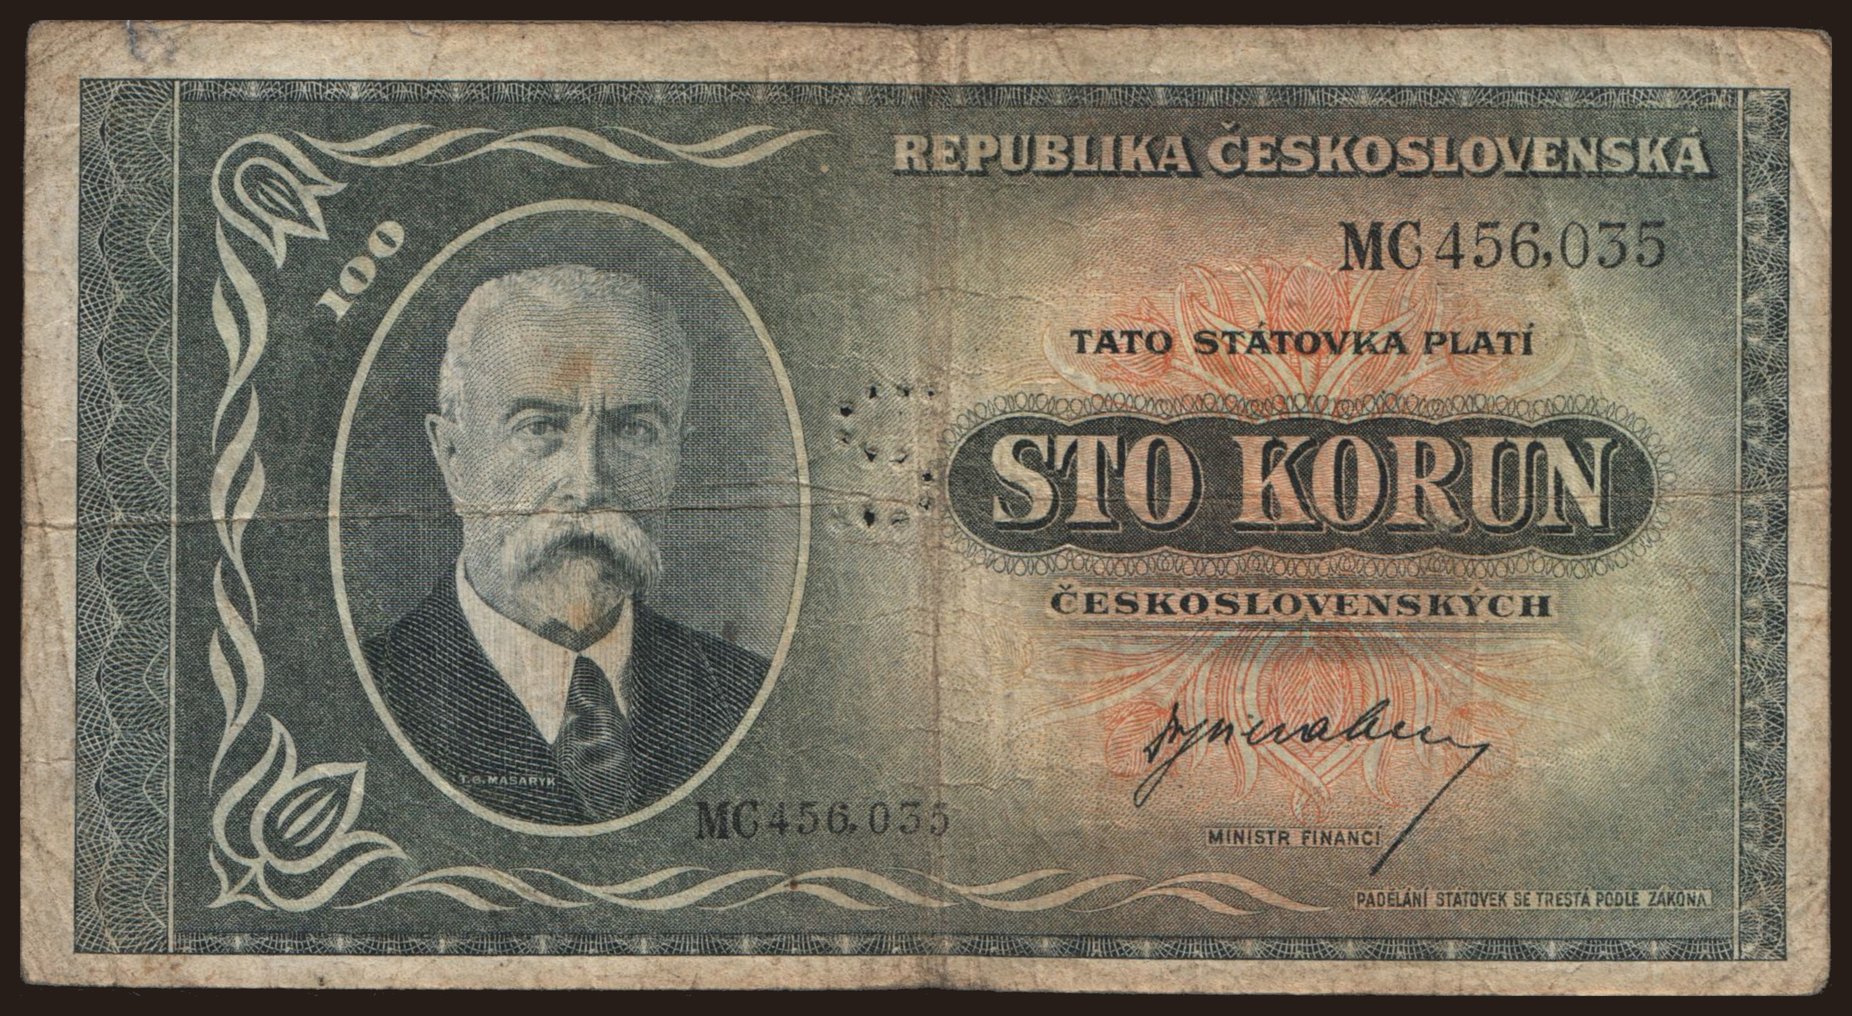 REPUBLIKA ČESKOSLOVENSKÁ
100
MC 456,035
TATO STÁTOVKA PLATÍ
STO KORUN
ČESKOSLOVENSKÝCH
T. G. MASARYK
MC 456,035
MINISTR FINANCÍ
PADĚLÁNÍ STÁTOVEK SE TRESTÁ PODLE ZÁKONA